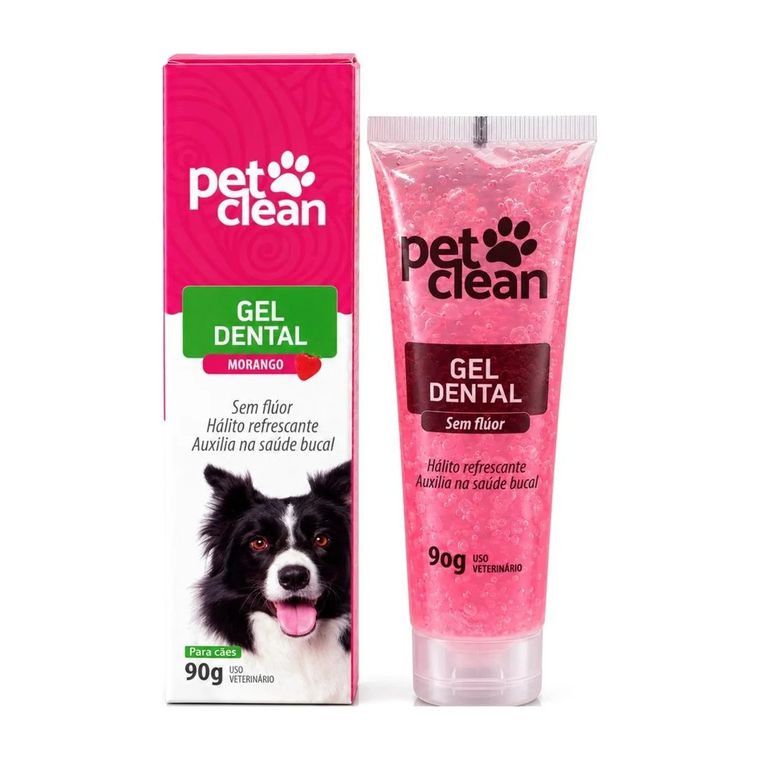 pet
clean
GEL
DENTAL
MORANGO
Sem flúor
Hálito refrescante
Auxilia na saúde bucal
Para cães
90g USO
VETERINÁRIO
pet
clean
GEL
DENTAL
Sem flúor
Hálito refrescante
Auxilia na saúde bucal
90g USO
VETERINÁRIO